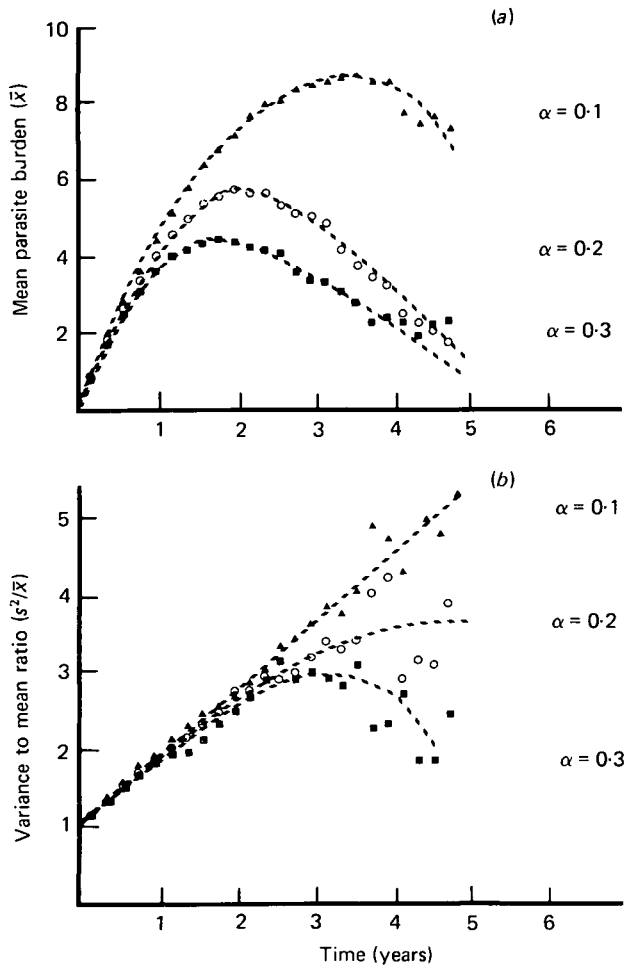 (a)
10
8
6
4
2
Mean parasite burden (x̄)
α = 0·1
α = 0·2
α = 0·3
1 2 3 4 5 6
(b)
5
4
3
2
1
Variance to mean ratio (s²/x̄)
α = 0·1
α = 0·2
α = 0·3
1 2 3 4 5 6
Time (years)